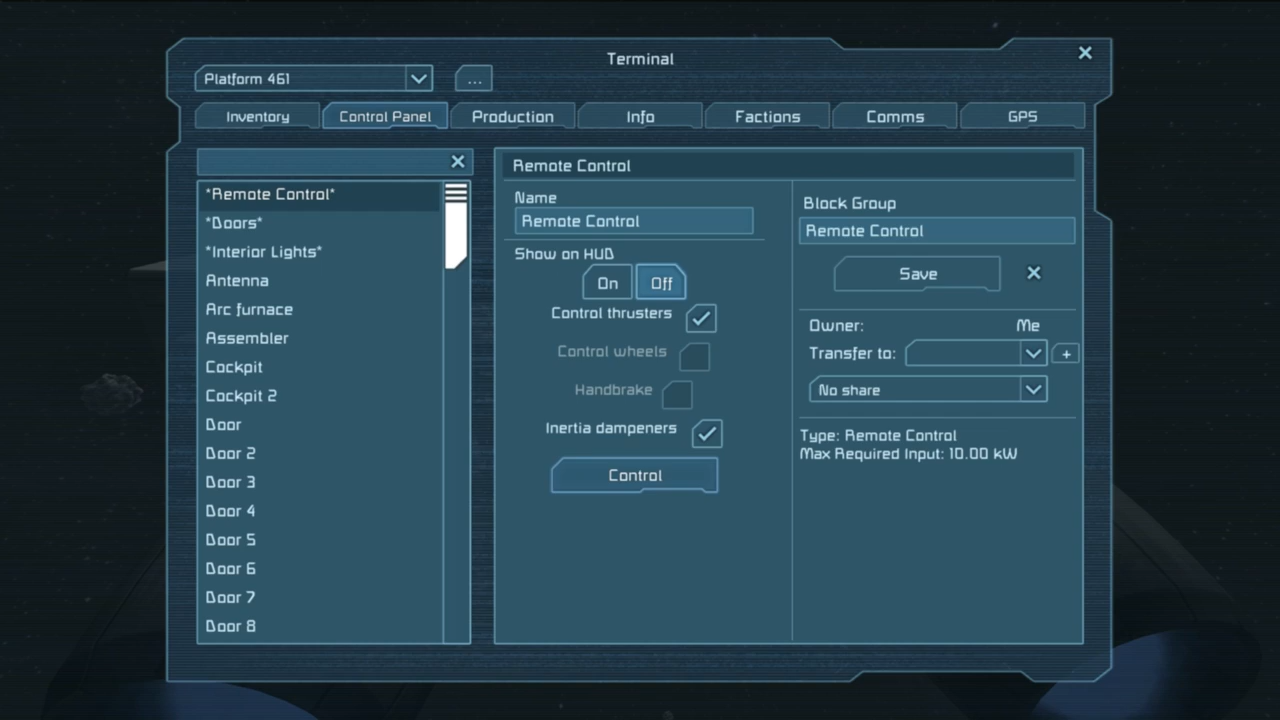 Terminal
Platform 461
...
Inventory
Control Panel
Production
Info
Factions
Comms
GPS
*Remote Control*
*Doors*
*Interior Lights*
Antenna
Arc furnace
Assembler
Cockpit
Cockpit 2
Door
Door 2
Door 3
Door 4
Door 5
Door 6
Door 7
Door 8
Remote Control
Name
Remote Control
Show on HUD
On Off
Control thrusters
Control wheels
Handbrake
Inertia dampeners
Control
Block Group
Remote Control
Save
Owner: Me
Transfer to:
No share
Type: Remote Control
Max Required Input: 10.00 kW